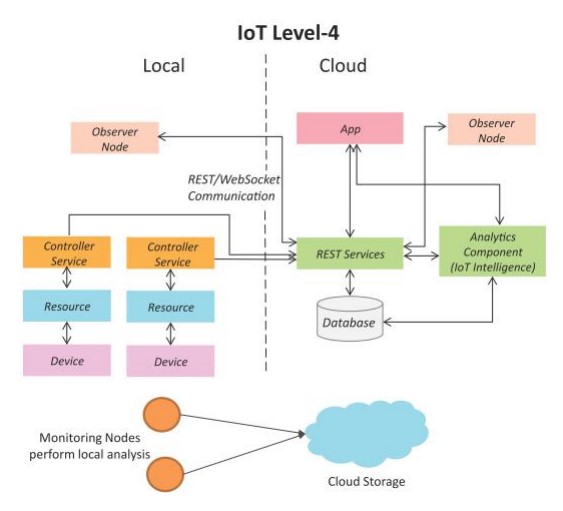 IoT Level-4
Local
Cloud
Observer
Node
App
Observer
Node
REST/WebSocket
Communication
Controller
Service
Controller
Service
REST Services
Analytics
Component
(IoT Intelligence)
Resource
Resource
Database
Device
Device
Monitoring Nodes
perform local analysis
Cloud Storage